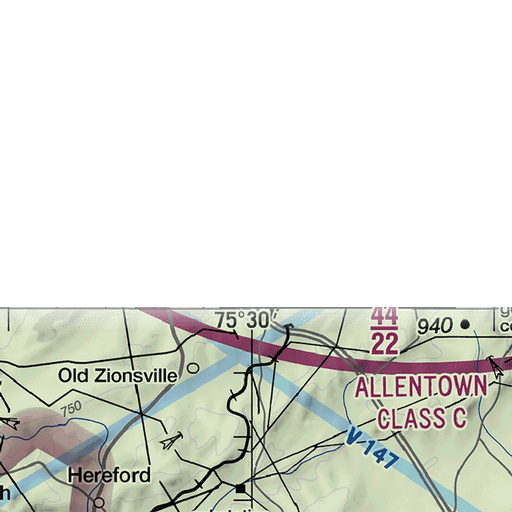 75°30'
44
22
940
Old Zionsville
ALLENTOWN
CLASS C
750
V-147
Hereford